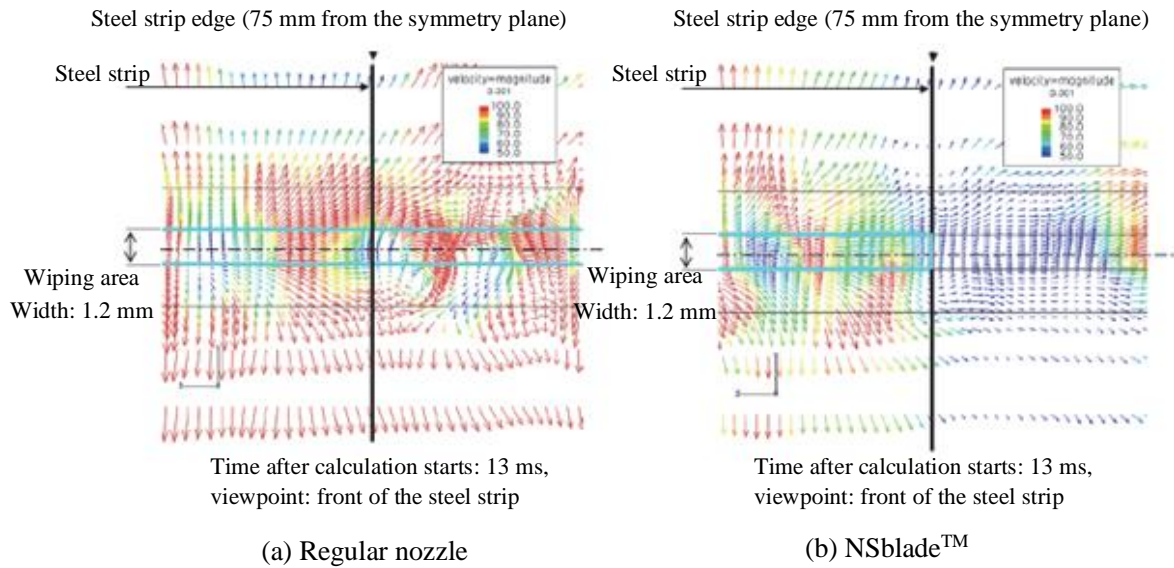 Steel strip edge (75 mm from the symmetry plane)
Steel strip
velocity=magnitude
100.0
90.0
80.0
70.0
60.0
50.0
Wiping area
Width: 1.2 mm
Time after calculation starts: 13 ms,
viewpoint: front of the steel strip
(a) Regular nozzle
Steel strip edge (75 mm from the symmetry plane)
Steel strip
velocity=magnitude
100.0
90.0
80.0
70.0
60.0
50.0
Wiping area
Width: 1.2 mm
Time after calculation starts: 13 ms,
viewpoint: front of the steel strip
(b) NSblade™